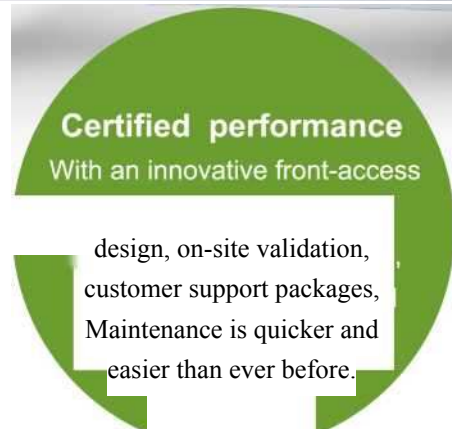 Certified performance
With an innovative front-access
design, on-site validation,
customer support packages,
Maintenance is quicker and
easier than ever before.